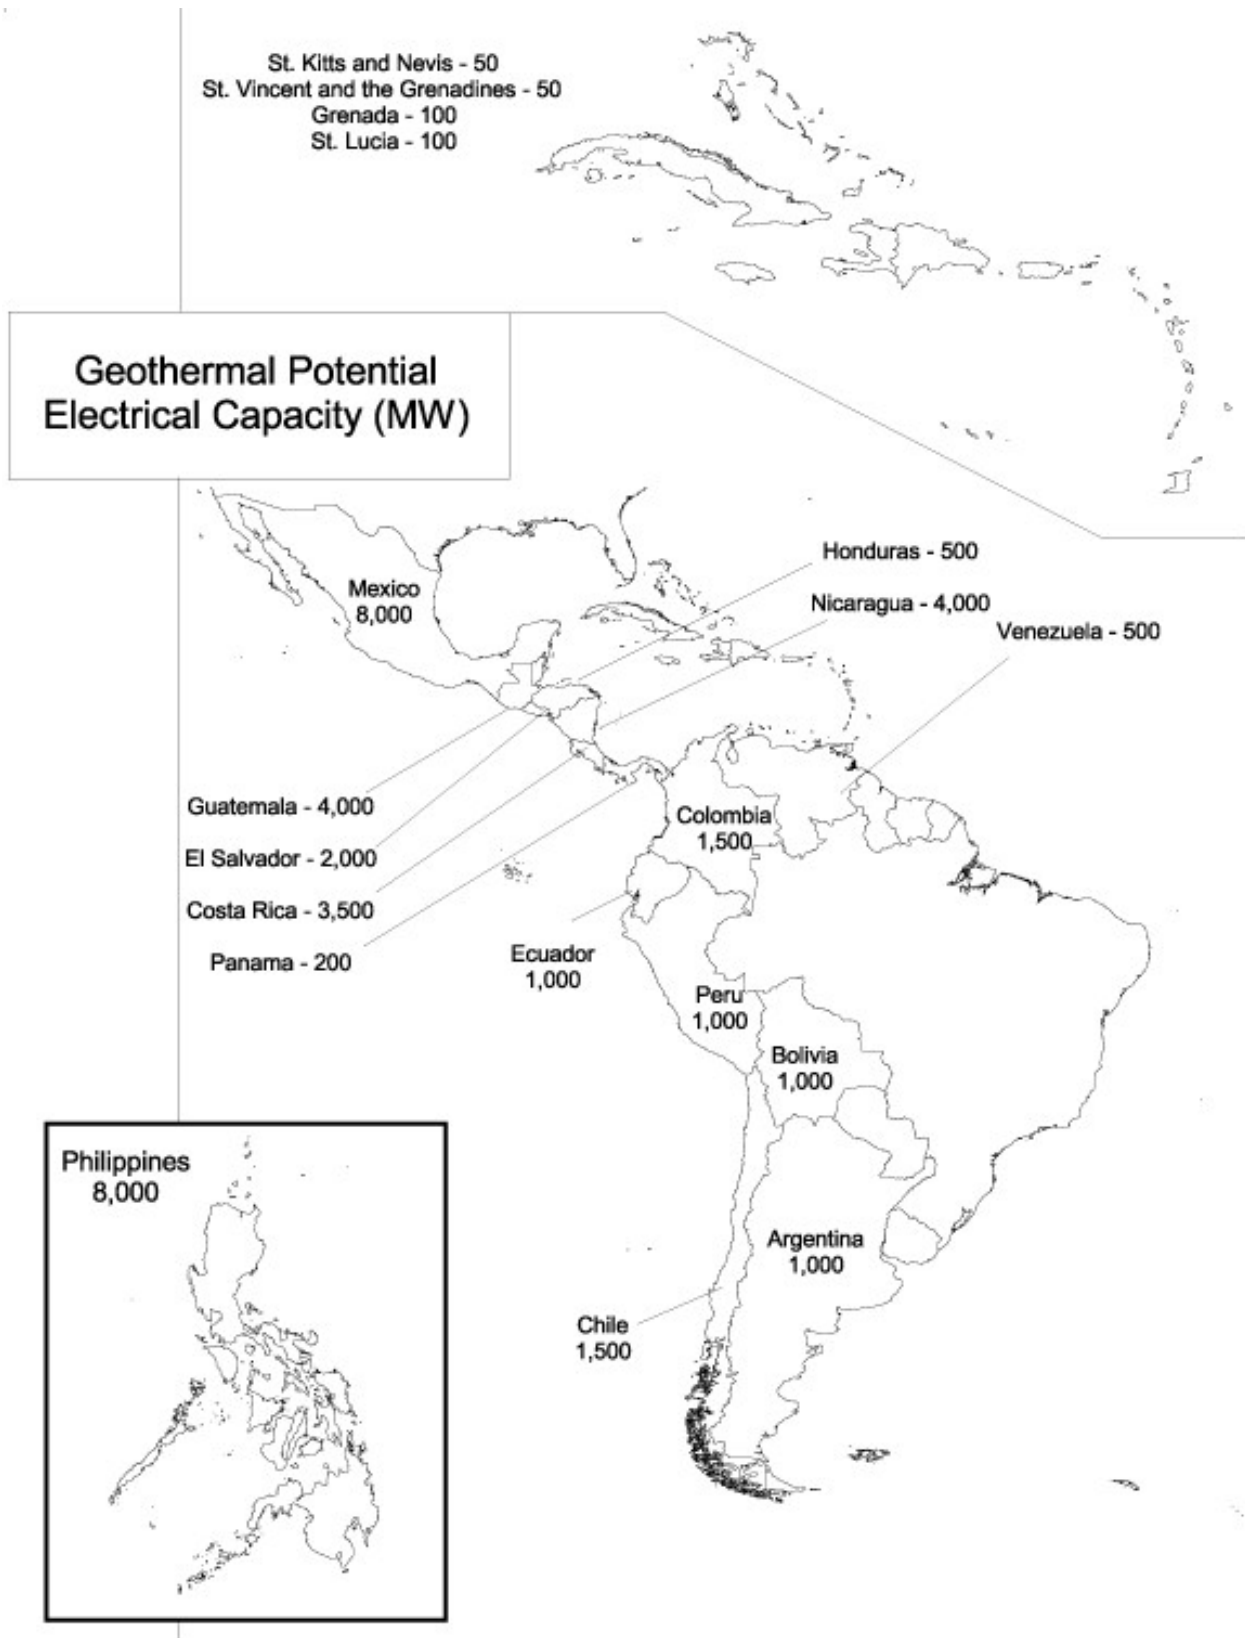 St. Kitts and Nevis - 50
St. Vincent and the Grenadines - 50
Grenada - 100
St. Lucia - 100
Geothermal Potential
Electrical Capacity (MW)
Honduras - 500
Mexico
8,000
Nicaragua - 4,000
Venezuela - 500
Guatemala - 4,000
Colombia
1,500
El Salvador - 2,000
Costa Rica - 3,500
Panama - 200
Ecuador
1,000
Peru
1,000
Bolivia
1,000
Philippines
8,000
Argentina
1,000
Chile
1,500